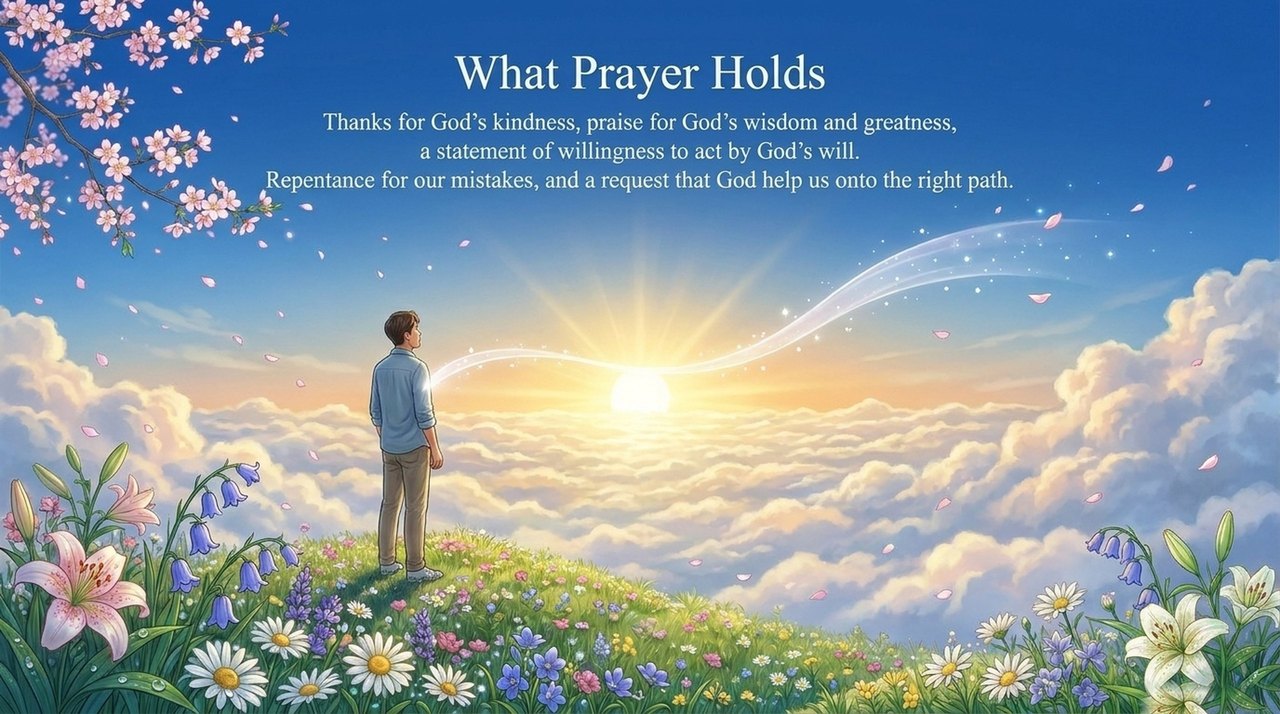 What Prayer Holds
Thanks for God’s kindness, praise for God’s wisdom and greatness,
a statement of willingness to act by God’s will.
Repentance for our mistakes, and a request that God help us onto the right path.